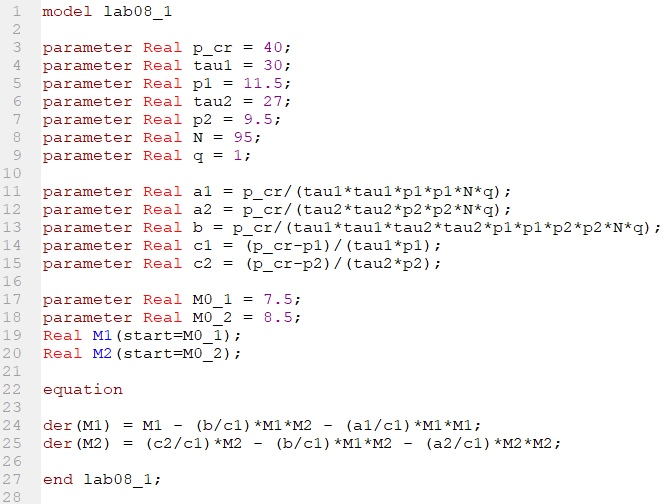 1 model lab08_1
2
3 parameter Real p_cr = 40;
4 parameter Real tau1 = 30;
5 parameter Real p1 = 11.5;
6 parameter Real tau2 = 27;
7 parameter Real p2 = 9.5;
8 parameter Real N = 95;
9 parameter Real q = 1;
10
11 parameter Real a1 = p_cr/(tau1*tau1*p1*p1*N*q);
12 parameter Real a2 = p_cr/(tau2*tau2*p2*p2*N*q);
13 parameter Real b = p_cr/(tau1*tau1*tau2*tau2*p1*p1*p2*p2*N*q);
14 parameter Real c1 = (p_cr-p1)/(tau1*p1);
15 parameter Real c2 = (p_cr-p2)/(tau2*p2);
16
17 parameter Real M0_1 = 7.5;
18 parameter Real M0_2 = 8.5;
19 Real M1(start=M0_1);
20 Real M2(start=M0_2);
21
22 equation
23
24 der(M1) = M1 - (b/c1)*M1*M2 - (a1/c1)*M1*M1;
25 der(M2) = (c2/c1)*M2 - (b/c1)*M1*M2 - (a2/c1)*M2*M2;
26
27 end lab08_1;
28